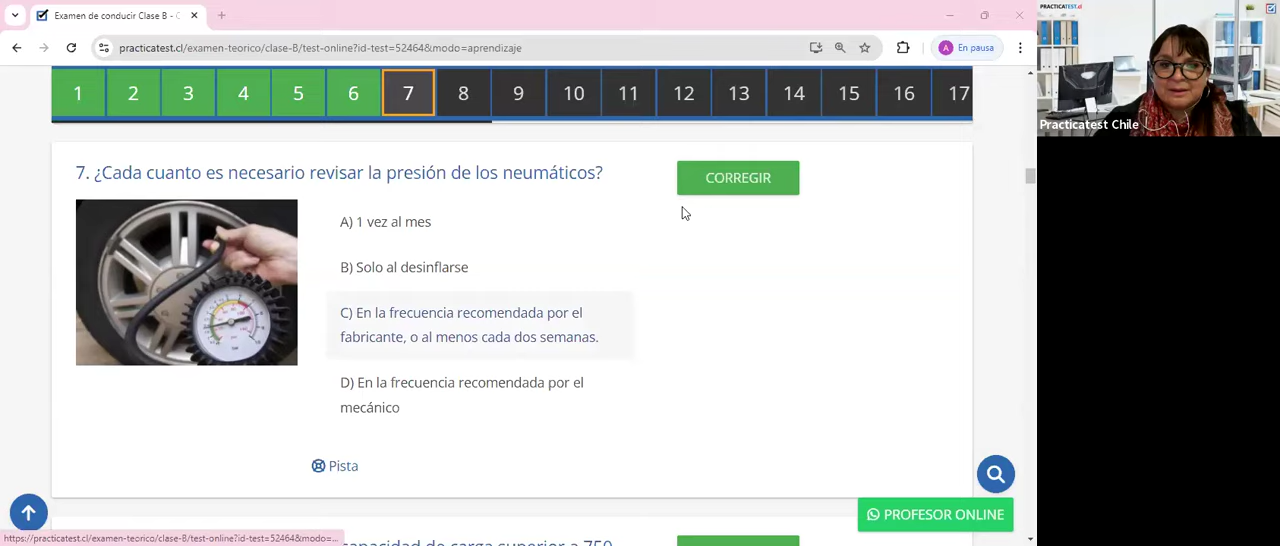 Examen de conducir Clase B - C
practicatest.cl/examen-teorico/clase-B/test-online?id-test=52464&modo=aprendizaje
A En pausa
PRACTICATEST.cl
1 2 3 4 5 6 7 8 9 10 11 12 13 14 15 16 17
Practicatest Chile
7. ¿Cada cuanto es necesario revisar la presión de los neumáticos?
CORREGIR
A) 1 vez al mes
B) Solo al desinflarse
C) En la frecuencia recomendada por el
fabricante, o al menos cada dos semanas.
D) En la frecuencia recomendada por el
mecánico
Pista
PROFESOR ONLINE
https://practicatest.cl/examen-teorico/clase-B/test-online?id-test=52464&modo=...
capacidad de carga superior a 750